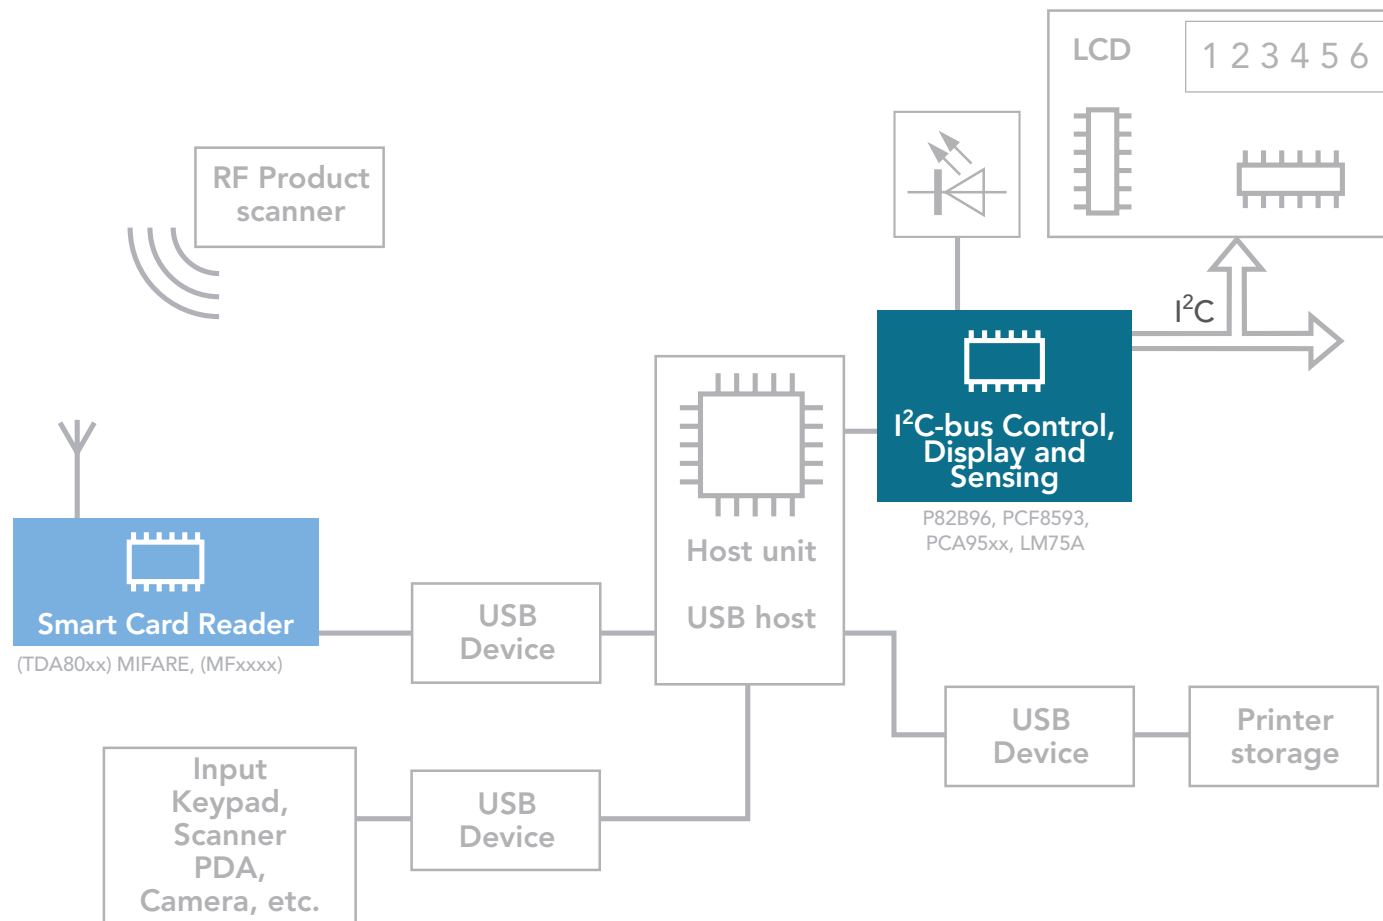 LCD
1 2 3 4 5 6
RF Product
scanner
I²C
I²C-bus Control,
Display and
Sensing
P82B96, PCF8593,
PCA95xx, LM75A
Host unit
USB host
Smart Card Reader
(TDA80xx) MIFARE, (MFxxxx)
USB
Device
USB
Device
Printer
storage
Input
Keypad,
Scanner
PDA,
Camera, etc.
USB
Device